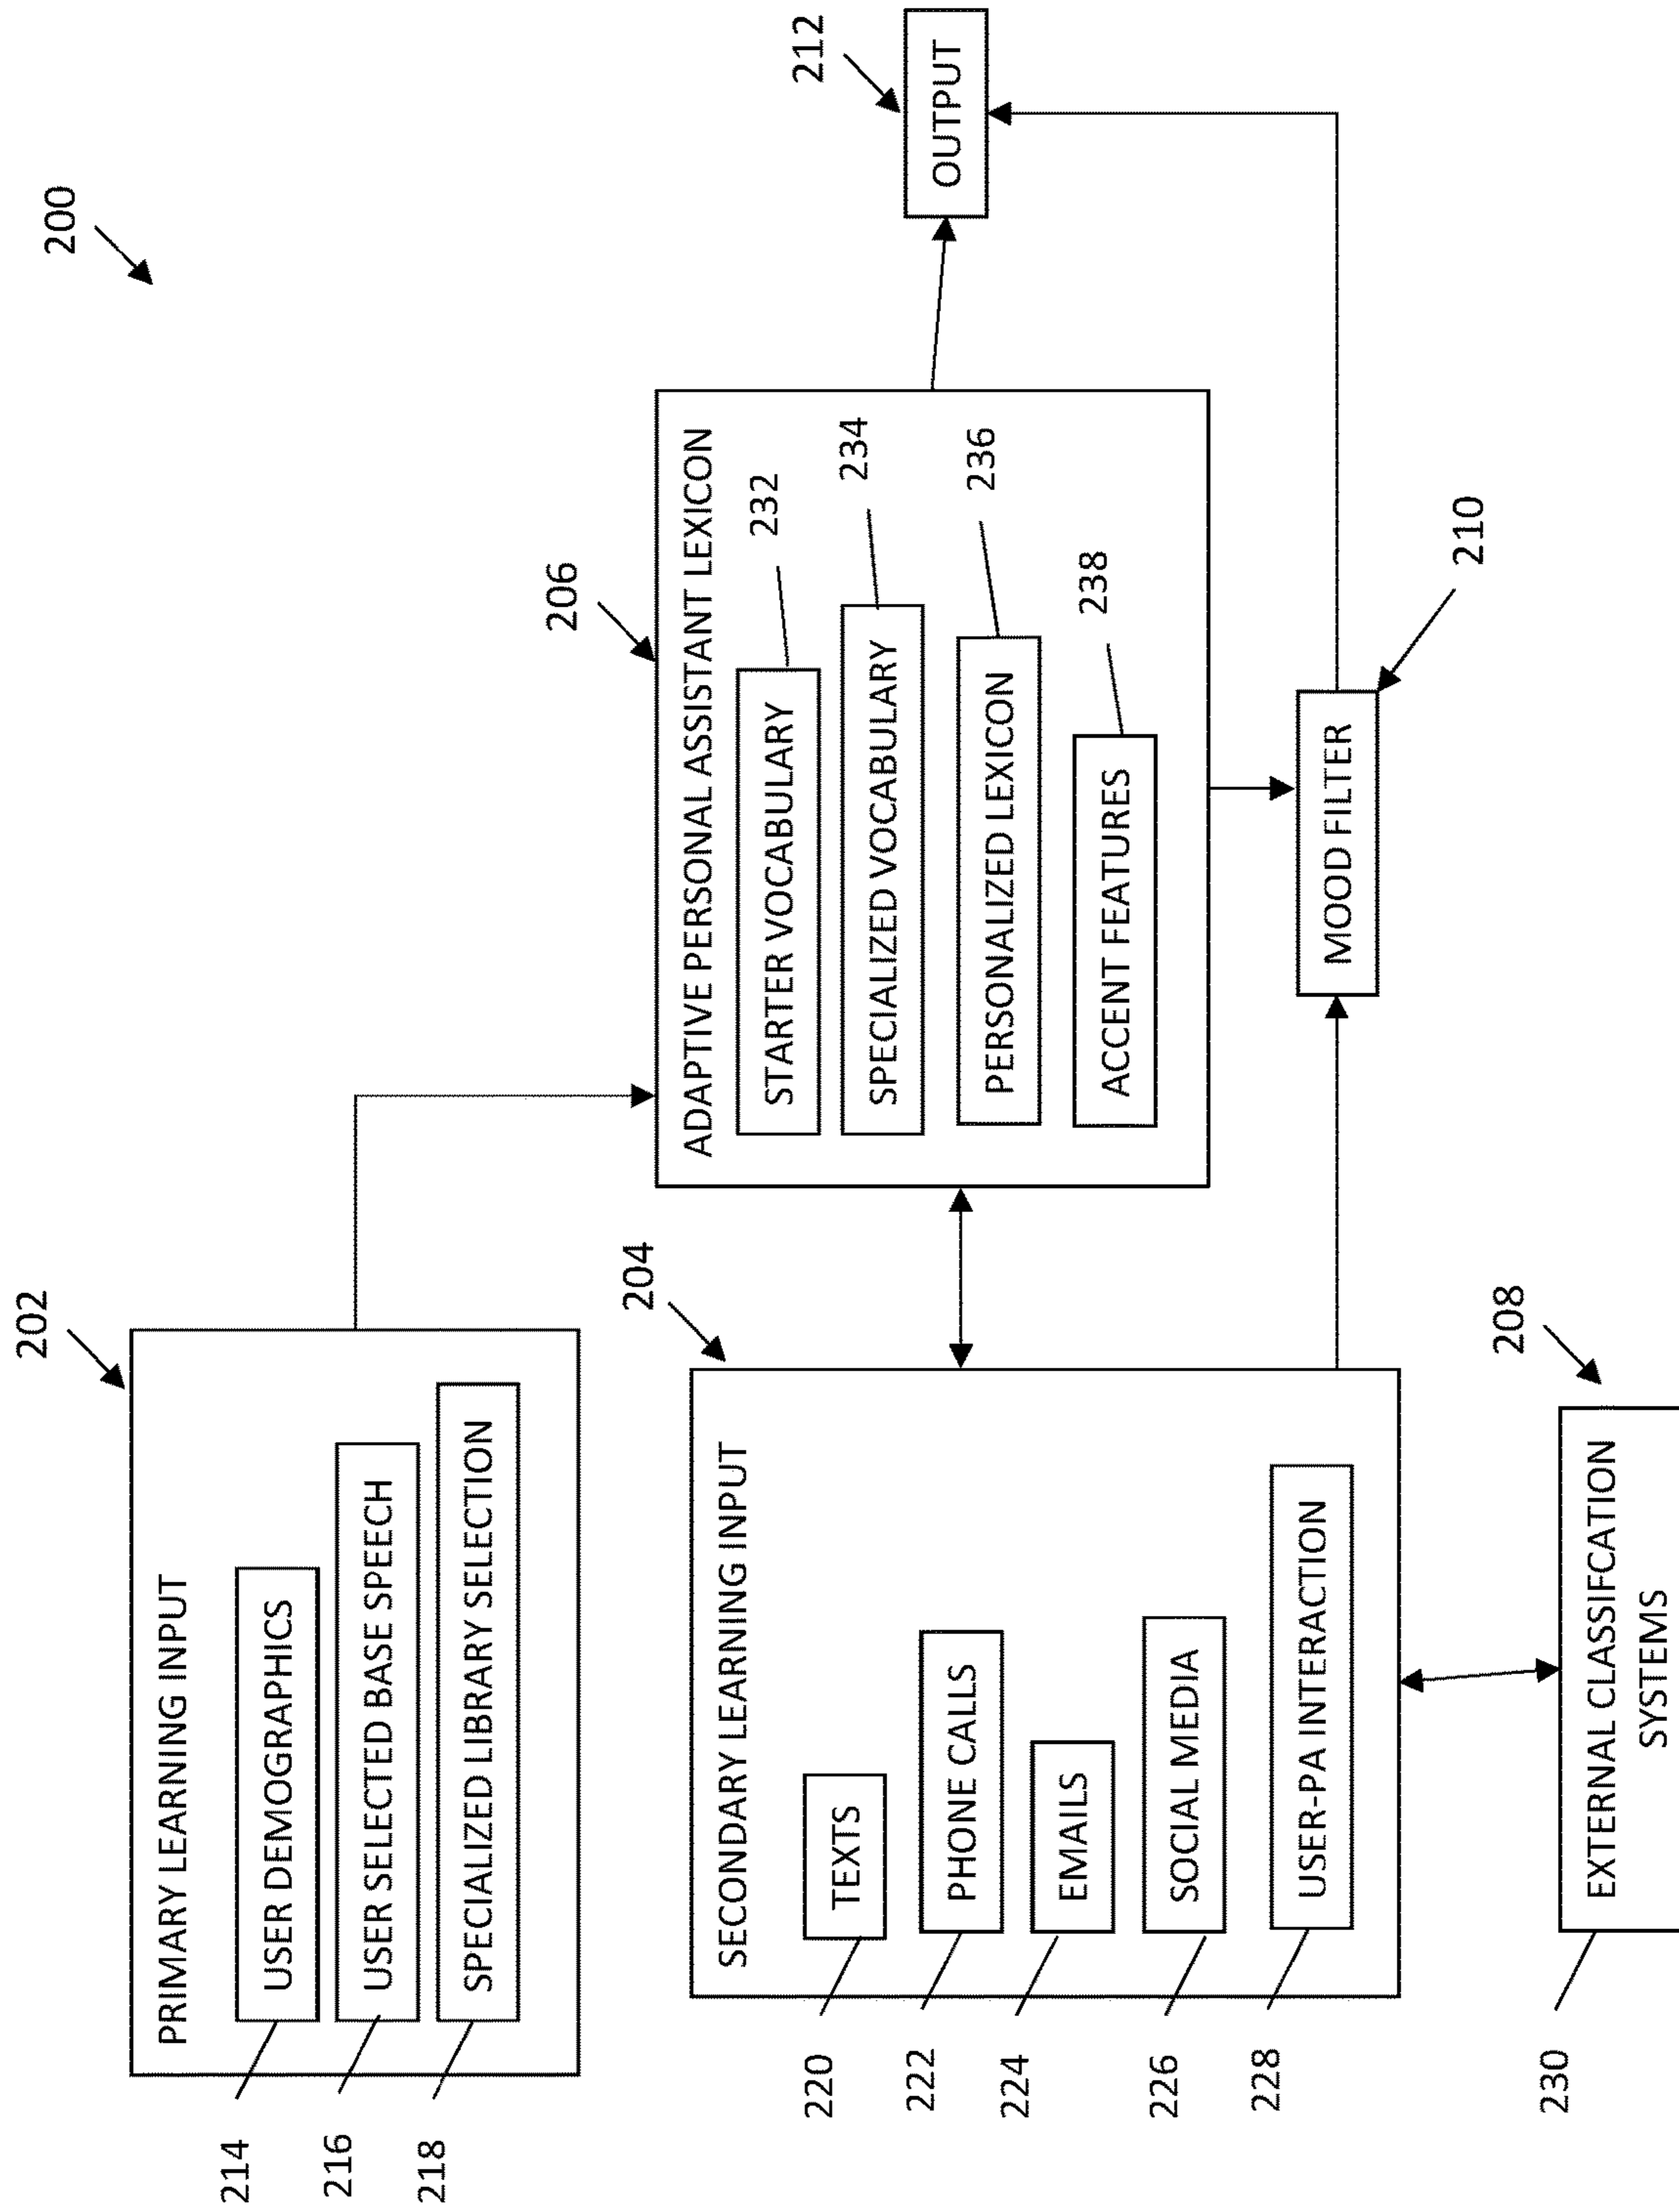 200
202
PRIMARY LEARNING INPUT
USER DEMOGRAPHICS
USER SELECTED BASE SPEECH
SPECIALIZED LIBRARY SELECTION
214
216
218
204
SECONDARY LEARNING INPUT
TEXTS
PHONE CALLS
EMAILS
SOCIAL MEDIA
USER-PA INTERACTION
220
222
224
226
228
208
EXTERNAL CLASSIFCATION
SYSTEMS
230
206
ADAPTIVE PERSONAL ASSISTANT LEXICON
STARTER VOCABULARY
232
SPECIALIZED VOCABULARY
234
PERSONALIZED LEXICON
236
ACCENT FEATURES
238
MOOD FILTER
210
212
OUTPUT